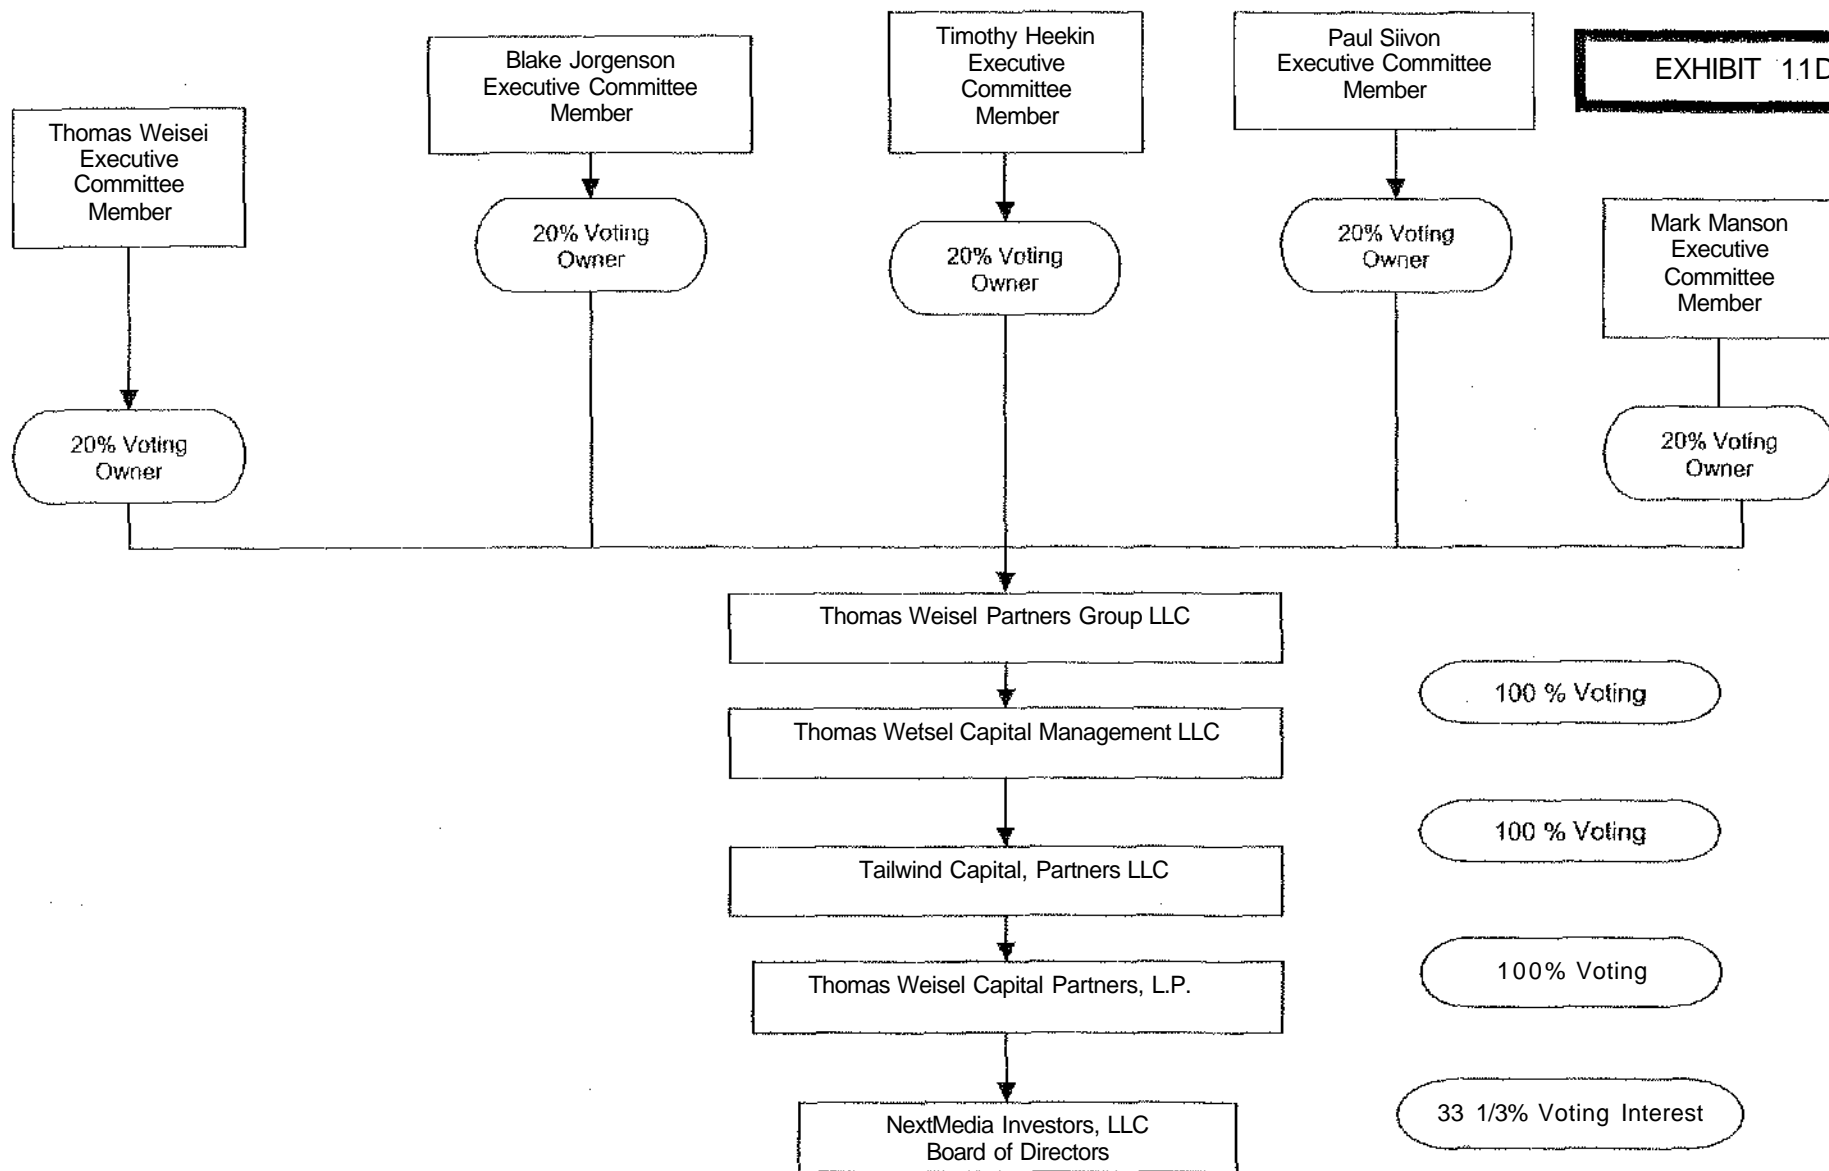 EXHIBIT 11D
Thomas Weisei
Executive
Committee
Member
Blake Jorgenson
Executive Committee
Member
Timothy Heekin
Executive
Committee
Member
Paul Siivon
Executive Committee
Member
Mark Manson
Executive
Committee
Member
20% Voting
Owner
20% Voting
Owner
20% Voting
Owner
20% Voting
Owner
20% Voting
Owner
Thomas Weisel Partners Group LLC
100 % Voting
Thomas Wetsel Capital Management LLC
100 % Voting
Tailwind Capital, Partners LLC
100% Voting
Thomas Weisel Capital Partners, L.P.
33 1/3% Voting Interest
NextMedia Investors, LLC
Board of Directors